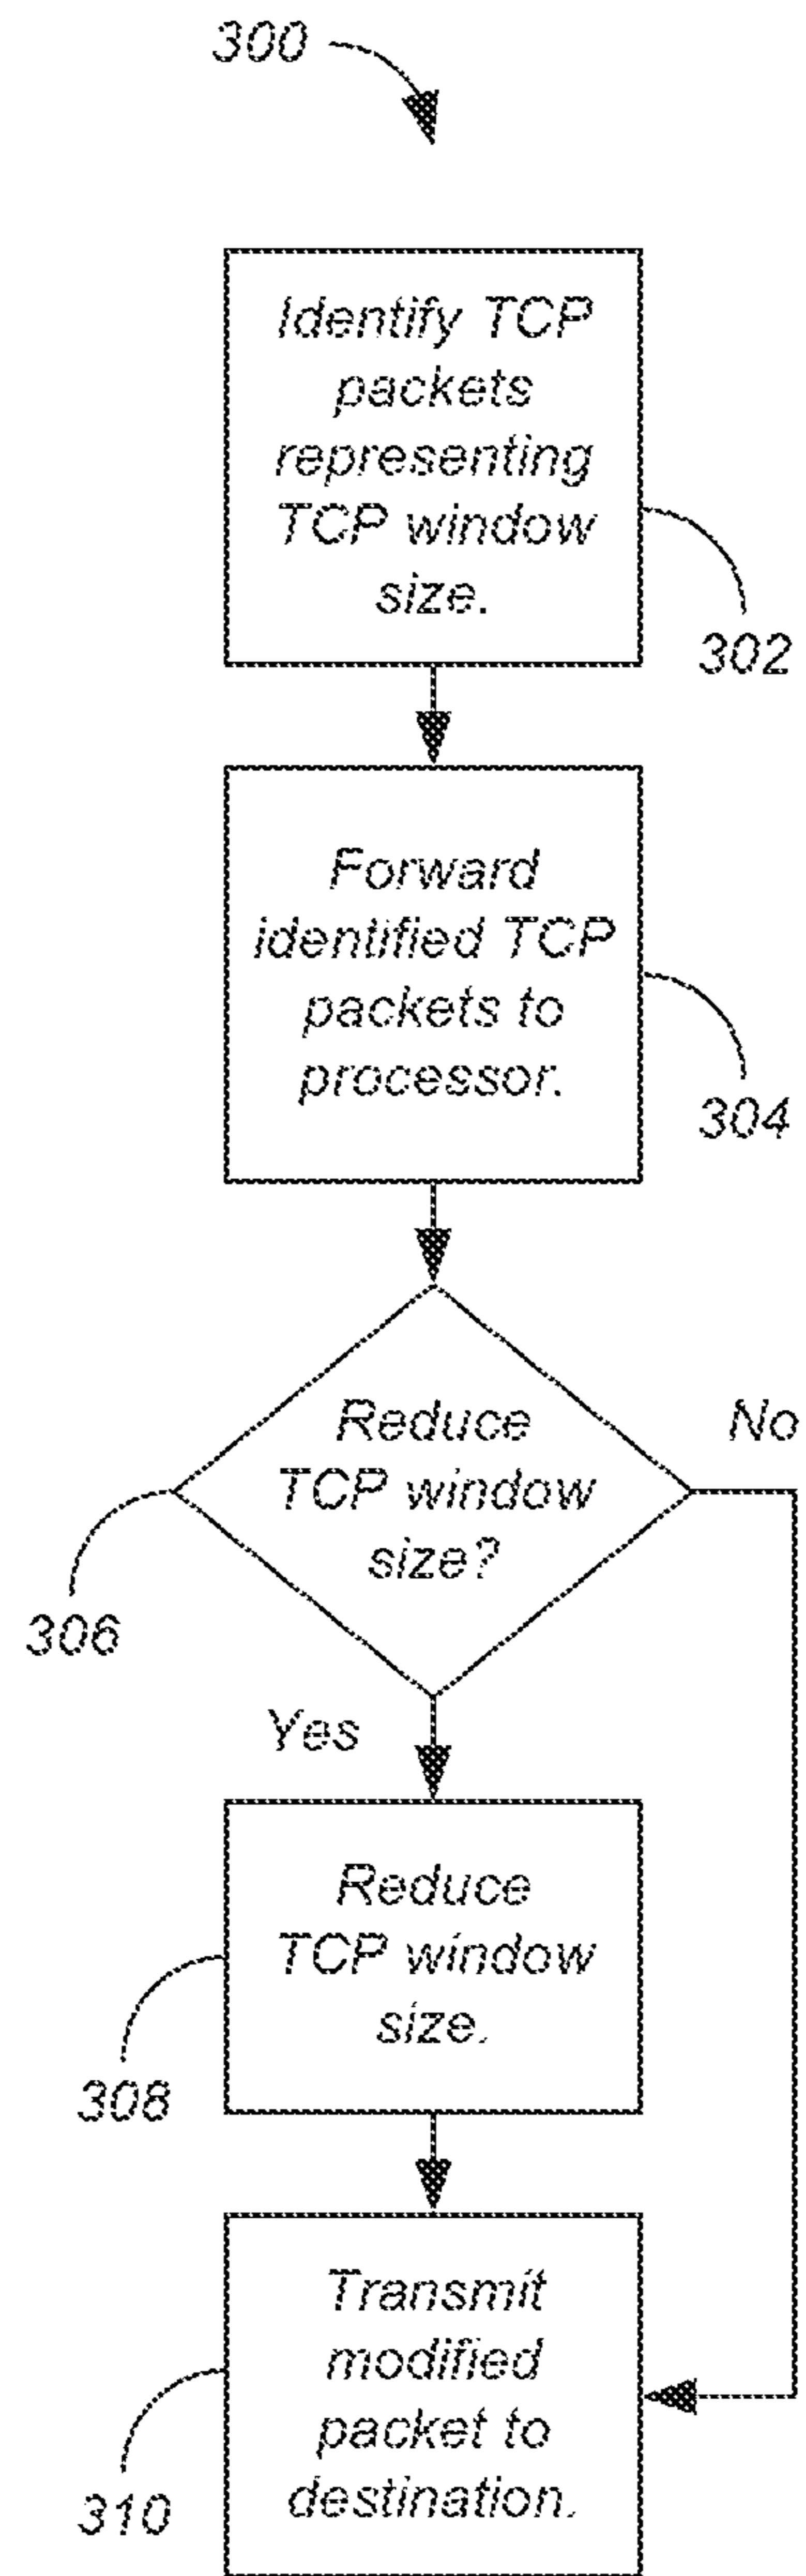 300
Identify TCP
packets
representing
TCP window
size.
302
Forward
identified TCP
packets to
processor.
304
Reduce
TCP window
size?
No
306
Yes
Reduce
TCP window
size.
308
Transmit
modified
packet to
destination.
310